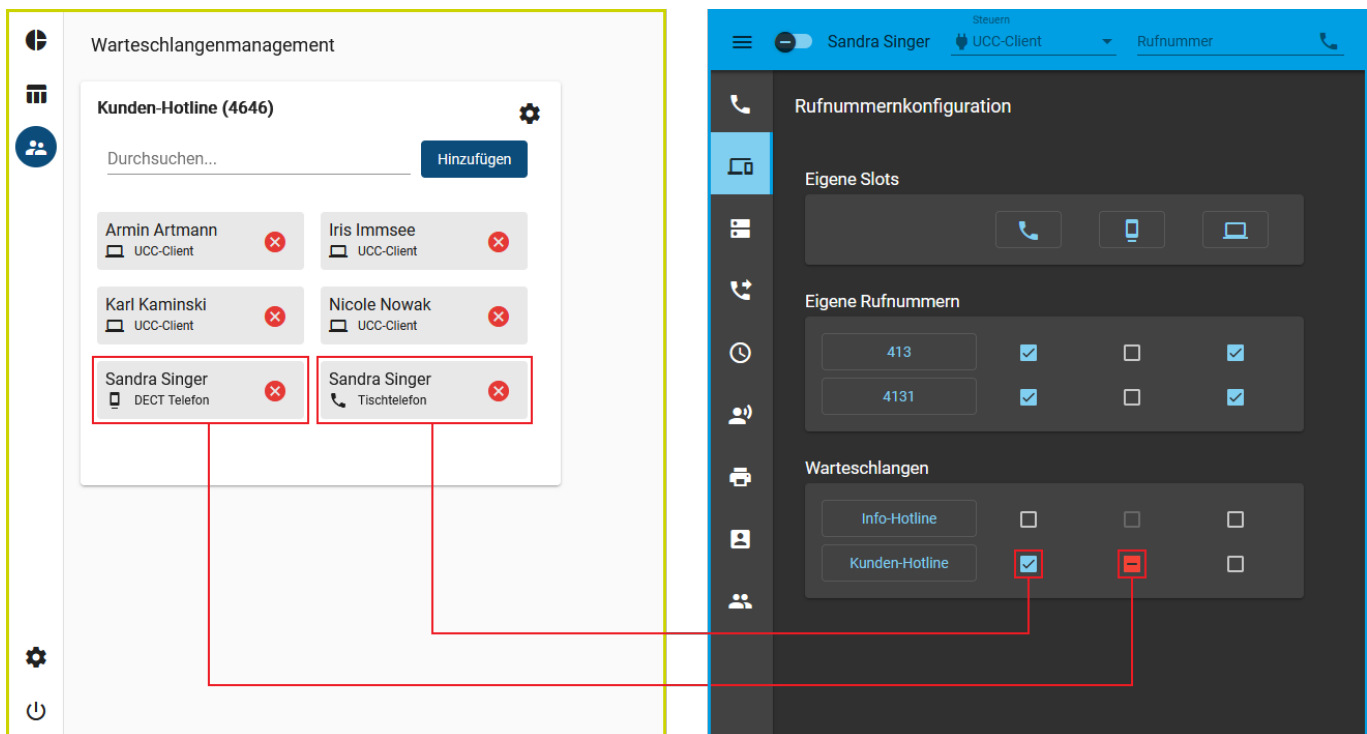 Warteschlangenmanagement
Kunden-Hotline (4646)
Durchsuchen...
Hinzufügen
Armin Artmann
UCC-Client
Iris Immsee
UCC-Client
Karl Kaminski
UCC-Client
Nicole Nowak
UCC-Client
Sandra Singer
DECT Telefon
Sandra Singer
Tischtelefon
Steuern
Sandra Singer
UCC-Client
Rufnummer
Rufnummernkonfiguration
Eigene Slots
Eigene Rufnummern
413
4131
Warteschlangen
Info-Hotline
Kunden-Hotline